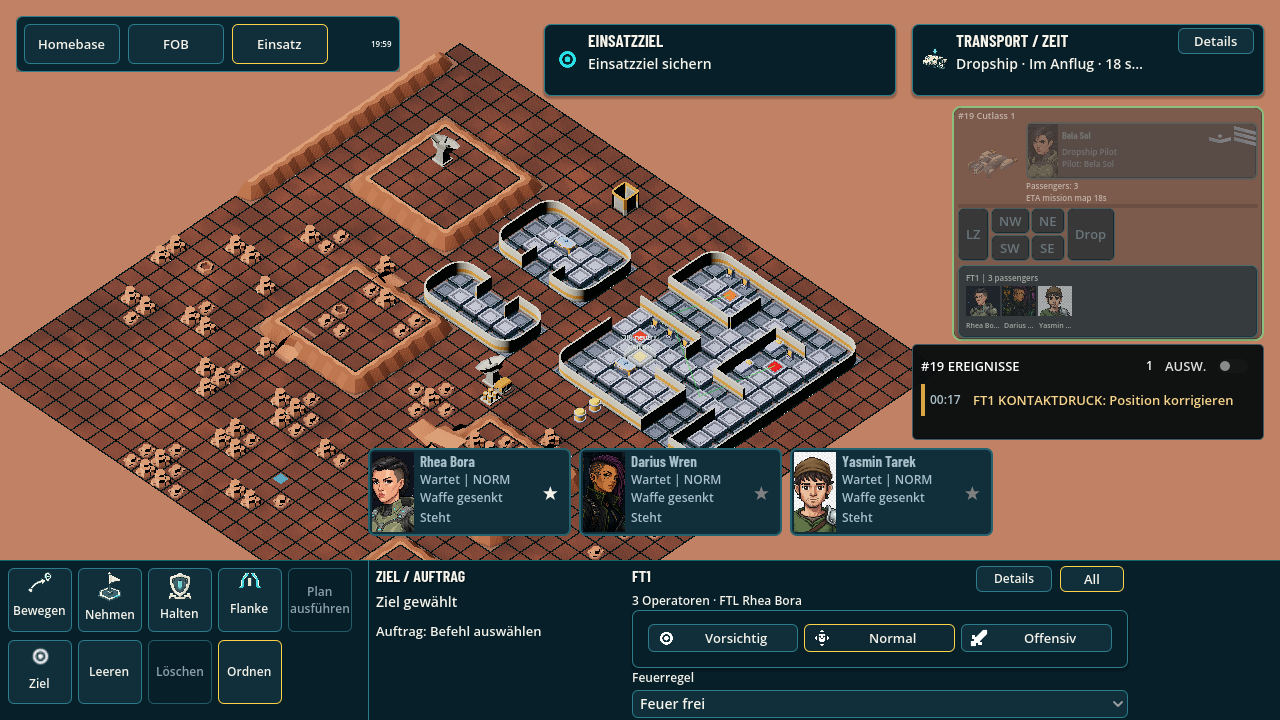 Homebase
FOB
Einsatz
19:59
EINSATZZIEL
Einsatzziel sichern
TRANSPORT / ZEIT
Details
Dropship · Im Anflug · 18 s...
#19 Cutlass 1
Bela Sol
Dropship Pilot
Pilot: Bela Sol
Passengers: 3
ETA mission map 18s
LZ
NW
NE
SW
SE
Drop
FT1 | 3 passengers
Rhea Bo...
Darius ...
Yasmin ...
#19 EREIGNISSE
1
AUSW.
00:17
FT1 KONTAKTDRUCK: Position korrigieren
Rhea Bora
Wartet | NORM
Waffe gesenkt
Steht
Darius Wren
Wartet | NORM
Waffe gesenkt
Steht
Yasmin Tarek
Wartet | NORM
Waffe gesenkt
Steht
Bewegen
Nehmen
Halten
Flanke
Plan
ausführen
Ziel
Leeren
Löschen
Ordnen
ZIEL / AUFTRAG
Ziel gewählt
Auftrag: Befehl auswählen
FT1
Details
All
3 Operatoren · FTL Rhea Bora
Vorsichtig
Normal
Offensiv
Feuerregel
Feuer frei